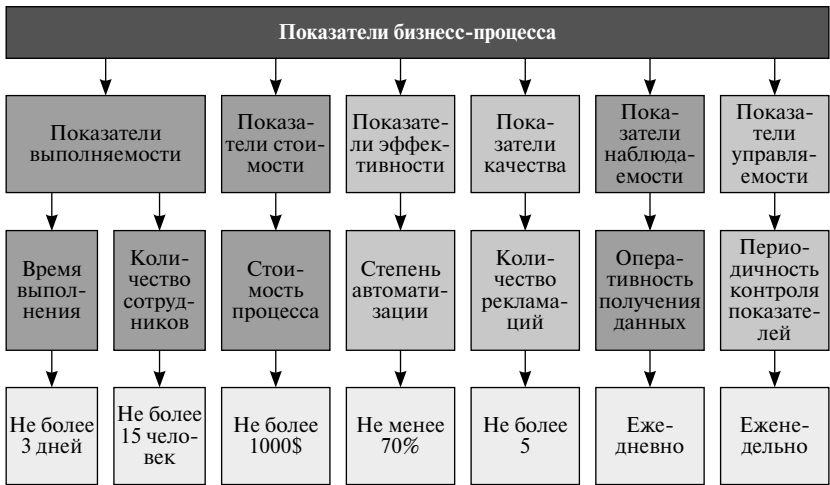 Показатели бизнес-процесса
Показатели
выполняемости
Показа-
тели стои-
мости
Показате-
ли эффек-
тивности
Пока-
затели
качества
Пока-
затели
наблюда-
емости
Показа-
тели
управля-
емости
Время
выпол-
нения
Коли-
чество
сотруд-
ников
Стои-
мость
процесса
Степень
автомати-
зации
Коли-
чество
реклама-
ций
Опера-
тивность
получения
данных
Перио-
дичность
контроля
показате-
лей
Не более
3 дней
Не более
15 чело-
век
Не более
1000$
Не менее
70%
Не более
5
Еже-
дневно
Ежене-
дельно